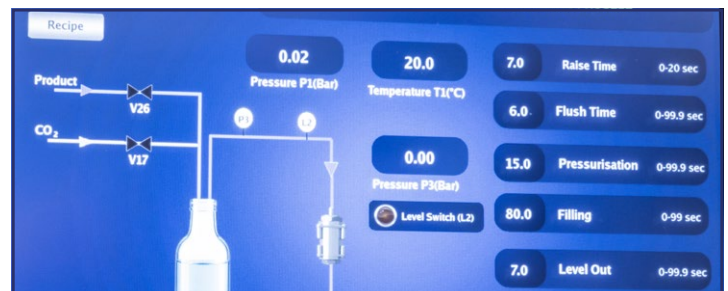 Recipe
0.02
Pressure P1(Bar)
20.0
Temperature T1(°C)
7.0 Raise Time 0-20 sec
Product
V26
6.0 Flush Time 0-99.9 sec
CO₂
V17
P3
L2
0.00
Pressure P3(Bar)
15.0 Pressurisation 0-99.9 sec
Level Switch (L2)
80.0 Filling 0-99 sec
7.0 Level Out 0-99.9 sec